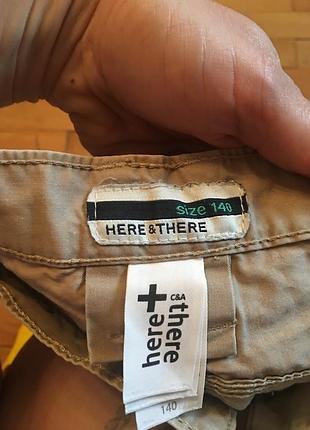 size 140
HERE&THERE
here + there
C&A
140